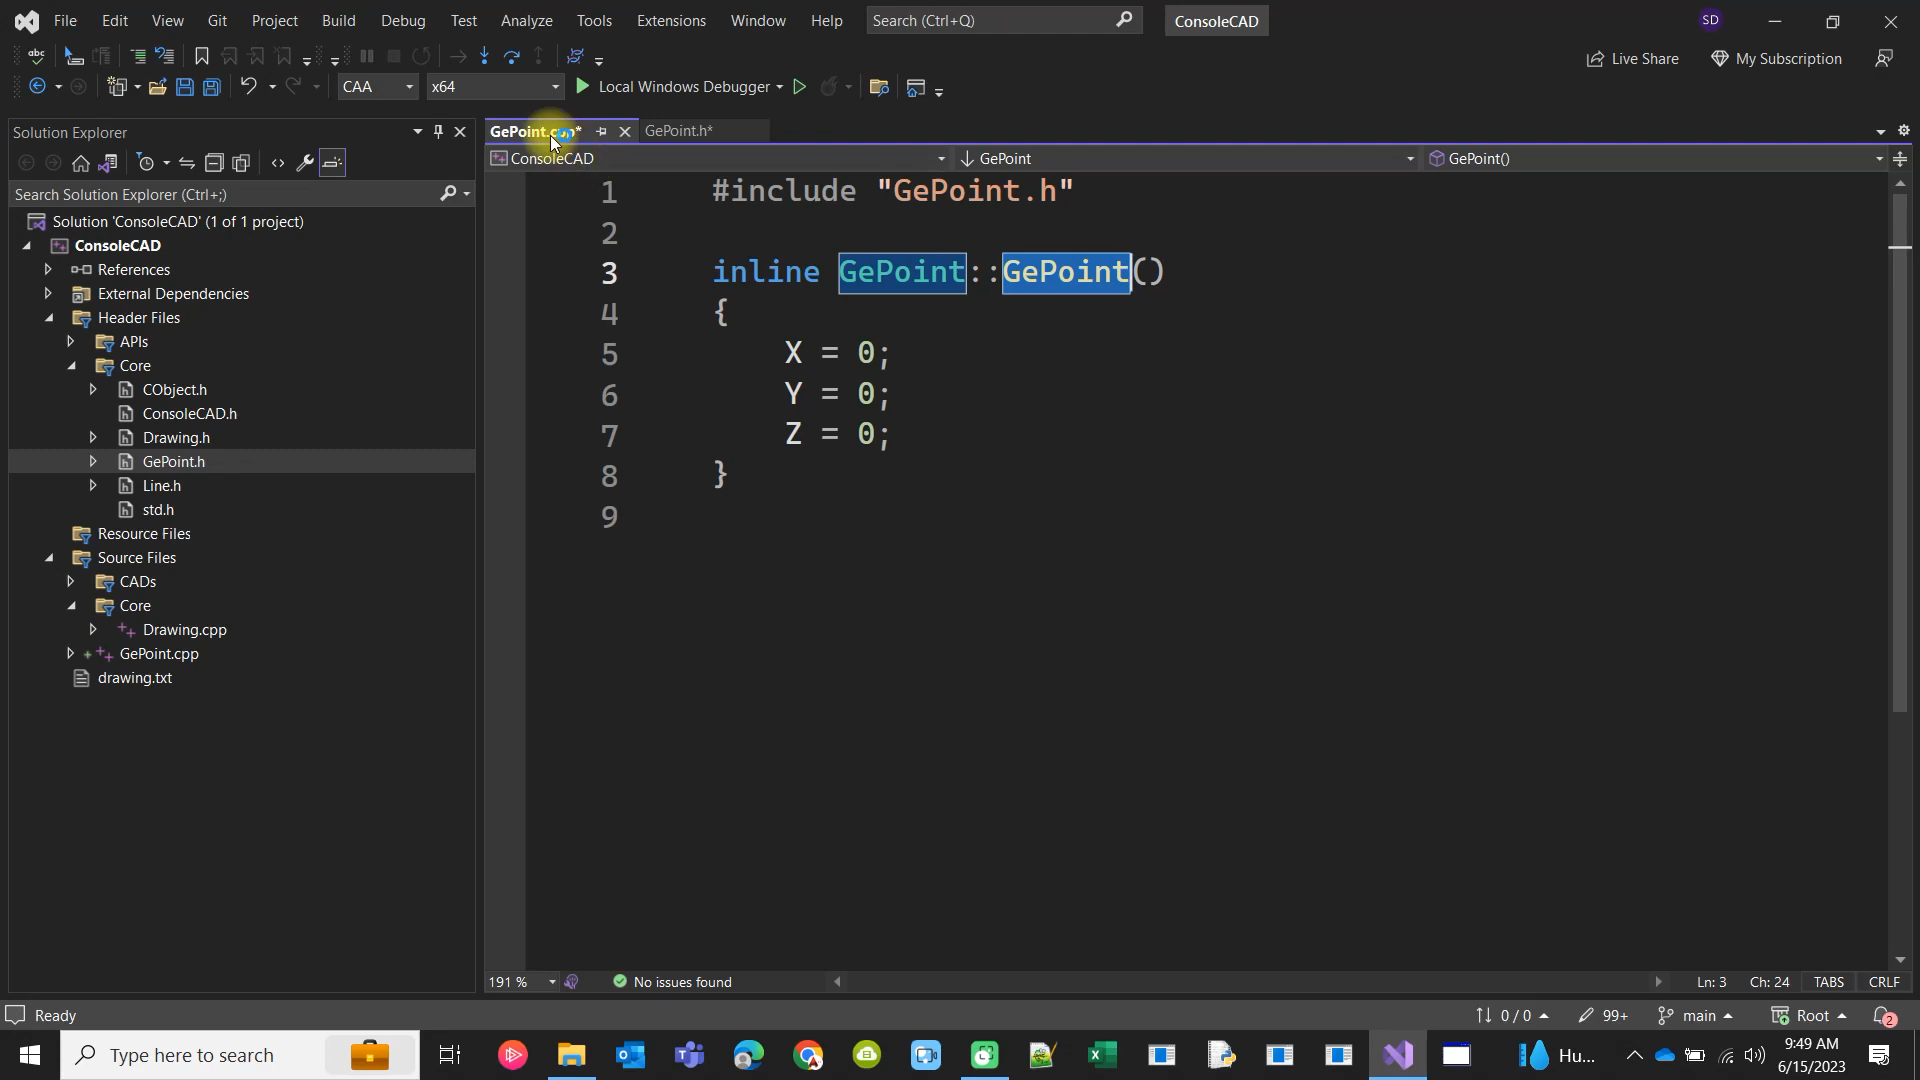 File Edit View Git Project Build Debug Test Analyze Tools Extensions Window Help Search (Ctrl+Q) ConsoleCAD SD
abc Live Share My Subscription
CAA x64 Local Windows Debugger
Solution Explorer
GePoint.cpp* GePoint.h*
ConsoleCAD GePoint GePoint()
Search Solution Explorer (Ctrl+;)
Solution 'ConsoleCAD' (1 of 1 project)
ConsoleCAD
References
External Dependencies
Header Files
APIs
Core
CObject.h
ConsoleCAD.h
Drawing.h
GePoint.h
Line.h
std.h
Resource Files
Source Files
CADs
Core
Drawing.cpp
GePoint.cpp
drawing.txt
1 #include "GePoint.h"
2
3 inline GePoint::GePoint()
4 {
5 X = 0;
6 Y = 0;
7 Z = 0;
8 }
9
191 % No issues found Ln: 3 Ch: 24 TABS CRLF
Ready 0 / 0 99+ main Root 2
Type here to search Hu... 9:49 AM
6/15/2023